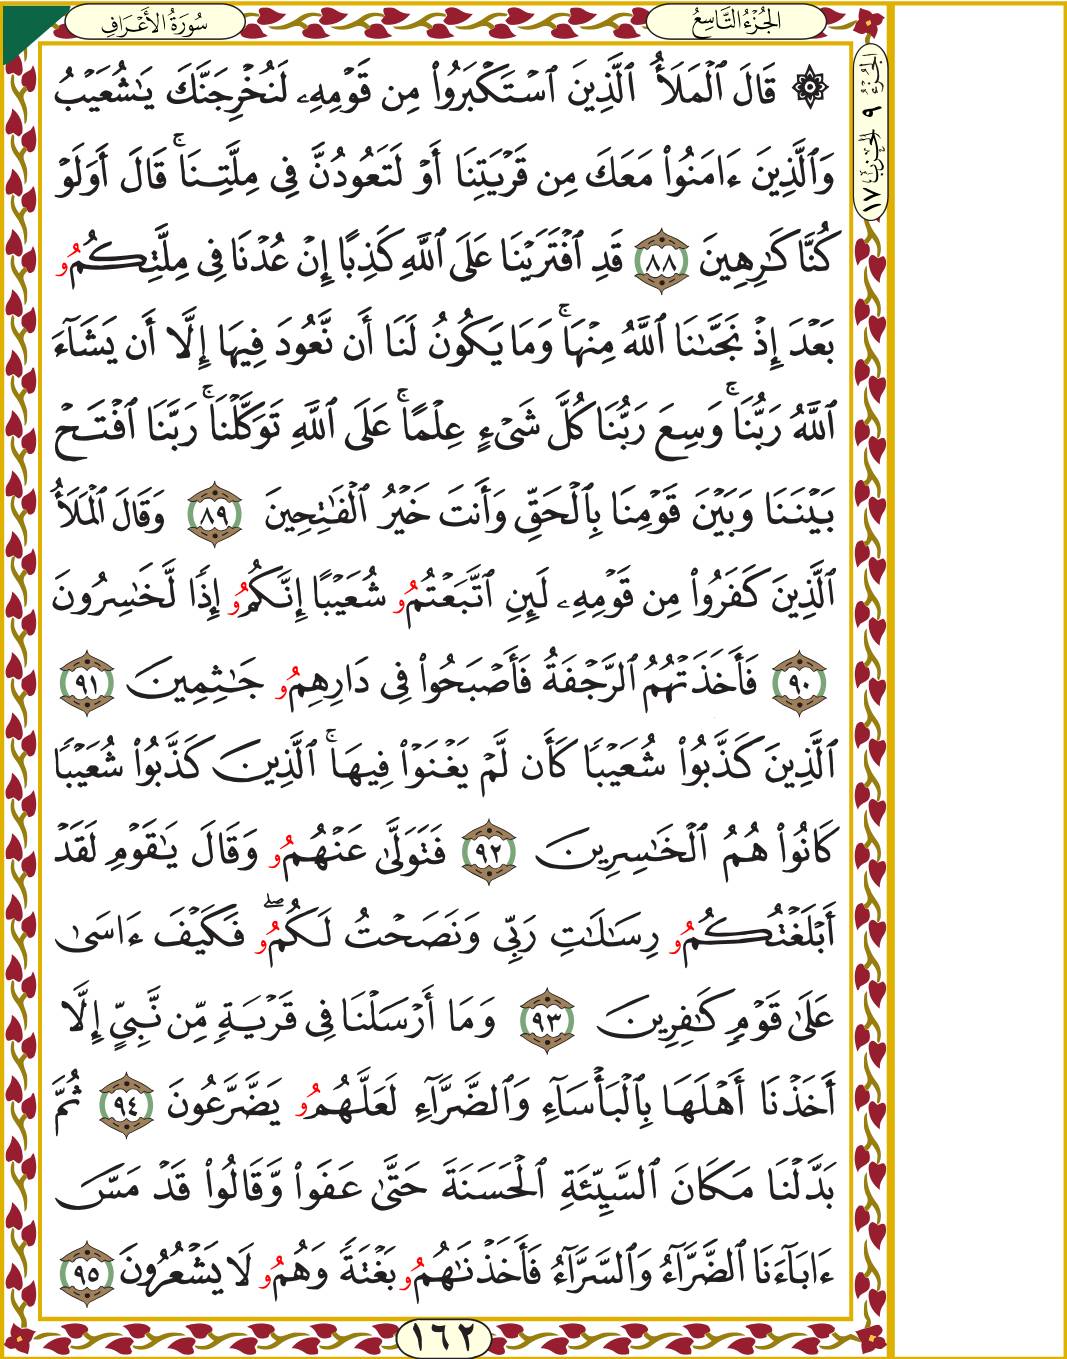 سُورَةُ الأَعْرَافِ
الجُزْءُ التَّاسِعُ
الجزء ٩ الحزب ١٧
۞ قَالَ ٱلْمَلَأُ ٱلَّذِينَ ٱسْتَكْبَرُوا۟ مِن قَوْمِهِۦ لَنُخْرِجَنَّكَ يَٰشُعَيْبُ
وَٱلَّذِينَ ءَامَنُوا۟ مَعَكَ مِن قَرْيَتِنَا أَوْ لَتَعُودُنَّ فِى مِلَّتِنَا ۚ قَالَ أَوَلَوْ
كُنَّا كَٰرِهِينَ ٨٨ قَدِ ٱفْتَرَيْنَا عَلَى ٱللَّهِ كَذِبًا إِنْ عُدْنَا فِى مِلَّتِكُمُۥ
بَعْدَ إِذْ نَجَّىٰنَا ٱللَّهُ مِنْهَا ۚ وَمَا يَكُونُ لَنَا أَن نَّعُودَ فِيهَا إِلَّا أَن يَشَآءَ
ٱللَّهُ رَبُّنَا ۚ وَسِعَ رَبُّنَا كُلَّ شَىْءٍ عِلْمًا ۚ عَلَى ٱللَّهِ تَوَكَّلْنَا ۚ رَبَّنَا ٱفْتَحْ
بَيْنَنَا وَبَيْنَ قَوْمِنَا بِٱلْحَقِّ وَأَنتَ خَيْرُ ٱلْفَٰتِحِينَ ٨٩ وَقَالَ ٱلْمَلَأُ
ٱلَّذِينَ كَفَرُوا۟ مِن قَوْمِهِۦ لَئِنِ ٱتَّبَعْتُمُۥ شُعَيْبًا إِنَّكُمُۥ إِذًا لَّخَٰسِرُونَ
٩٠ فَأَخَذَتْهُمُ ٱلرَّجْفَةُ فَأَصْبَحُوا۟ فِى دَارِهِمُۥ جَٰثِمِينَ ٩١
ٱلَّذِينَ كَذَّبُوا۟ شُعَيْبًا كَأَن لَّمْ يَغْنَوْا۟ فِيهَا ۚ ٱلَّذِينَ كَذَّبُوا۟ شُعَيْبًا
كَانُوا۟ هُمُ ٱلْخَٰسِرِينَ ٩٢ فَتَوَلَّىٰ عَنْهُمُۥ وَقَالَ يَٰقَوْمِ لَقَدْ
أَبْلَغْتُكُمُۥ رِسَٰلَٰتِ رَبِّى وَنَصَحْتُ لَكُمُۥ ۖ فَكَيْفَ ءَاسَىٰ
عَلَىٰ قَوْمٍ كَٰفِرِينَ ٩٣ وَمَا أَرْسَلْنَا فِى قَرْيَةٍ مِّن نَّبِىٍّ إِلَّا
أَخَذْنَا أَهْلَهَا بِٱلْبَأْسَآءِ وَٱلضَّرَّآءِ لَعَلَّهُمُۥ يَضَّرَّعُونَ ٩٤ ثُمَّ
بَدَّلْنَا مَكَانَ ٱلسَّيِّئَةِ ٱلْحَسَنَةَ حَتَّىٰ عَفَوا۟ وَّقَالُوا۟ قَدْ مَسَّ
ءَابَآءَنَا ٱلضَّرَّآءُ وَٱلسَّرَّآءُ فَأَخَذْنَٰهُمُۥ بَغْتَةً وَهُمُۥ لَا يَشْعُرُونَ ٩٥
١٦٢